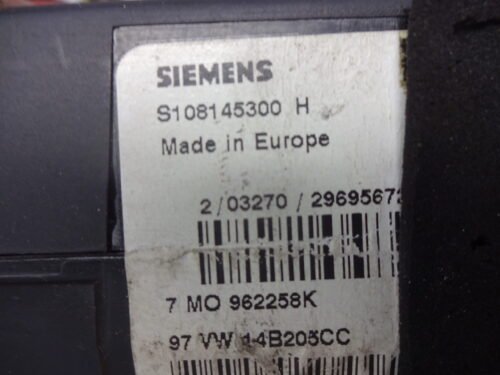 SIEMENS
S108145300 H
Made in Europe
2/03270 / 2969567
7 MO 962258K
97 VW 14B205CC